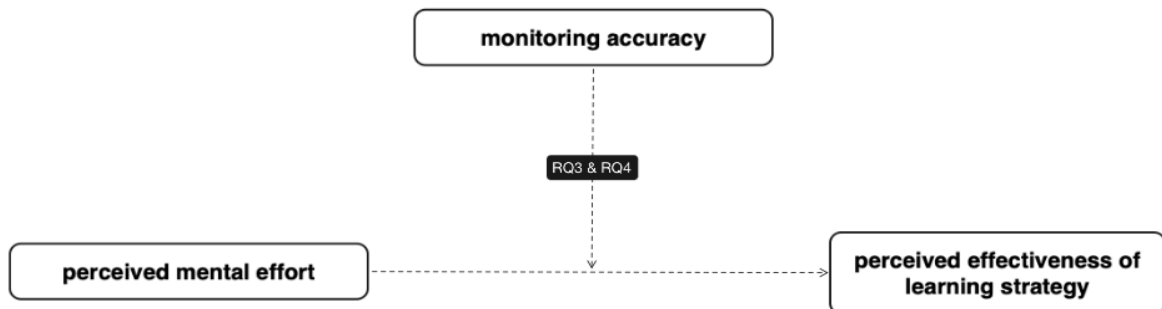 monitoring accuracy
RQ3 & RQ4
perceived mental effort
perceived effectiveness of
learning strategy